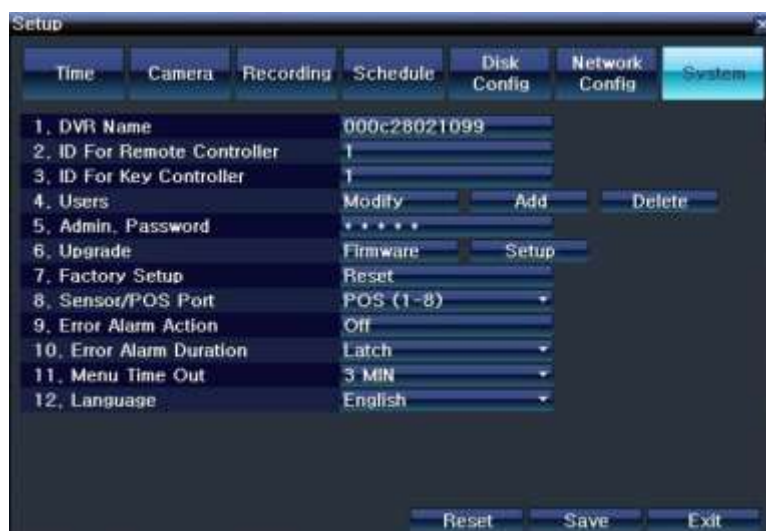 Setup
Time Camera Recording Schedule Disk Config Network Config System
1. DVR Name 000c28021099
2. ID For Remote Controller 1
3. ID For Key Controller 1
4. Users Modify Add Delete
5. Admin. Password *****
6. Upgrade Firmware Setup
7. Factory Setup Reset
8. Sensor/POS Port POS (1-8)
9. Error Alarm Action Off
10. Error Alarm Duration Latch
11. Menu Time Out 3 MIN
12. Language English
Reset Save Exit